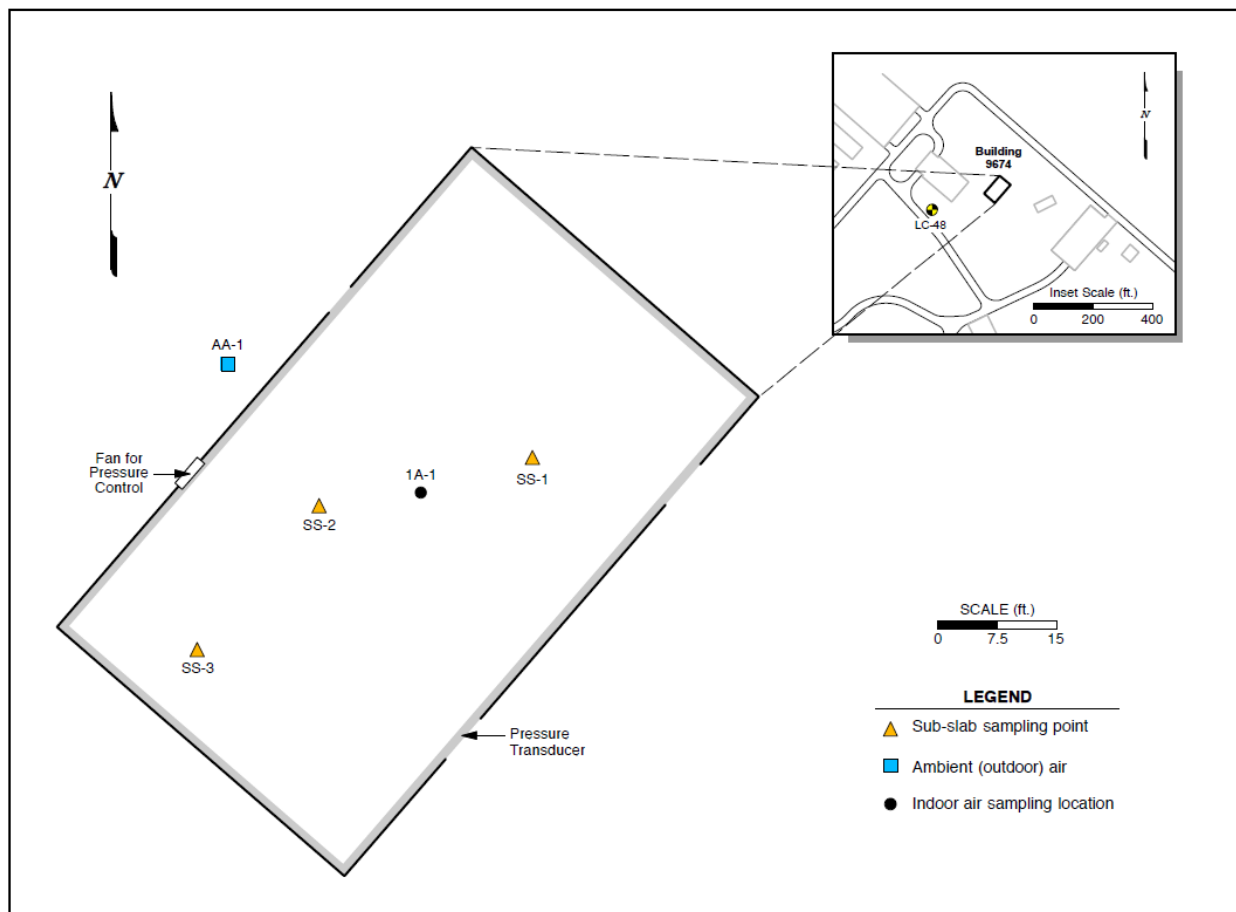 N
Building
9674
N
LC-48
Inset Scale (ft.)
0 200 400
AA-1
Fan for
Pressure
Control
1A-1
SS-1
SS-2
SS-3
Pressure
Transducer
SCALE (ft.)
0 7.5 15
LEGEND
Sub-slab sampling point
Ambient (outdoor) air
Indoor air sampling location